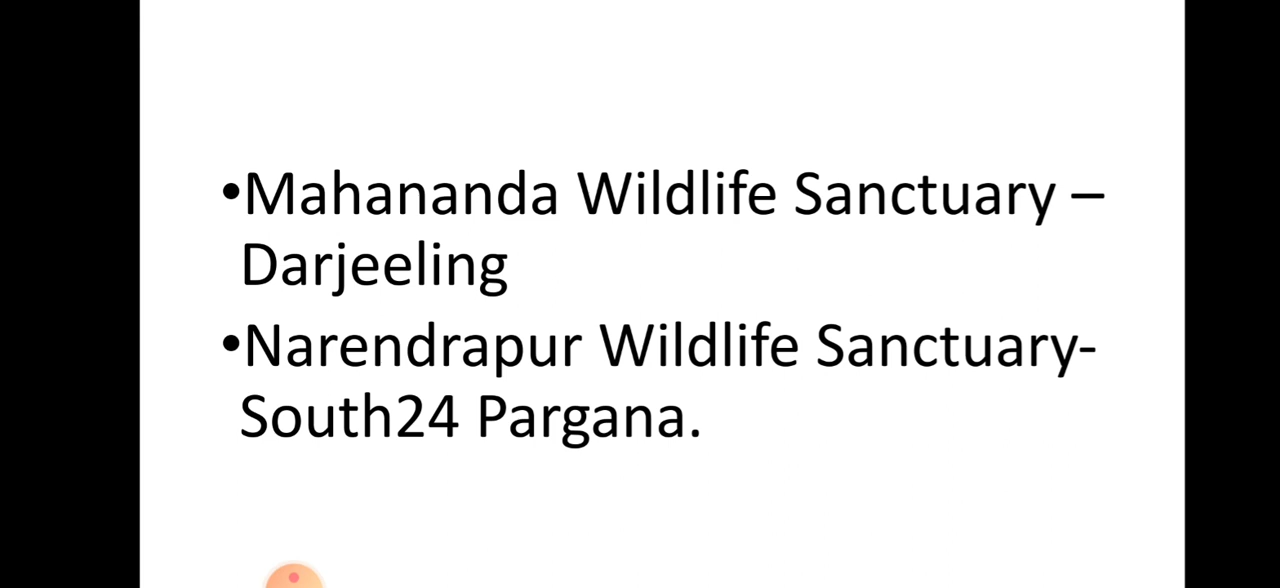 •Mahananda Wildlife Sanctuary –
Darjeeling
•Narendrapur Wildlife Sanctuary-
South24 Pargana.